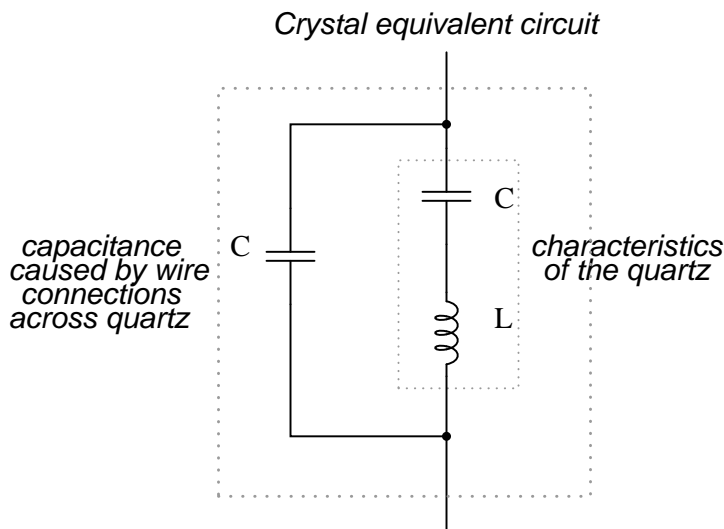 Crystal equivalent circuit
capacitance
caused by wire
connections
across quartz
C
C
L
characteristics
of the quartz